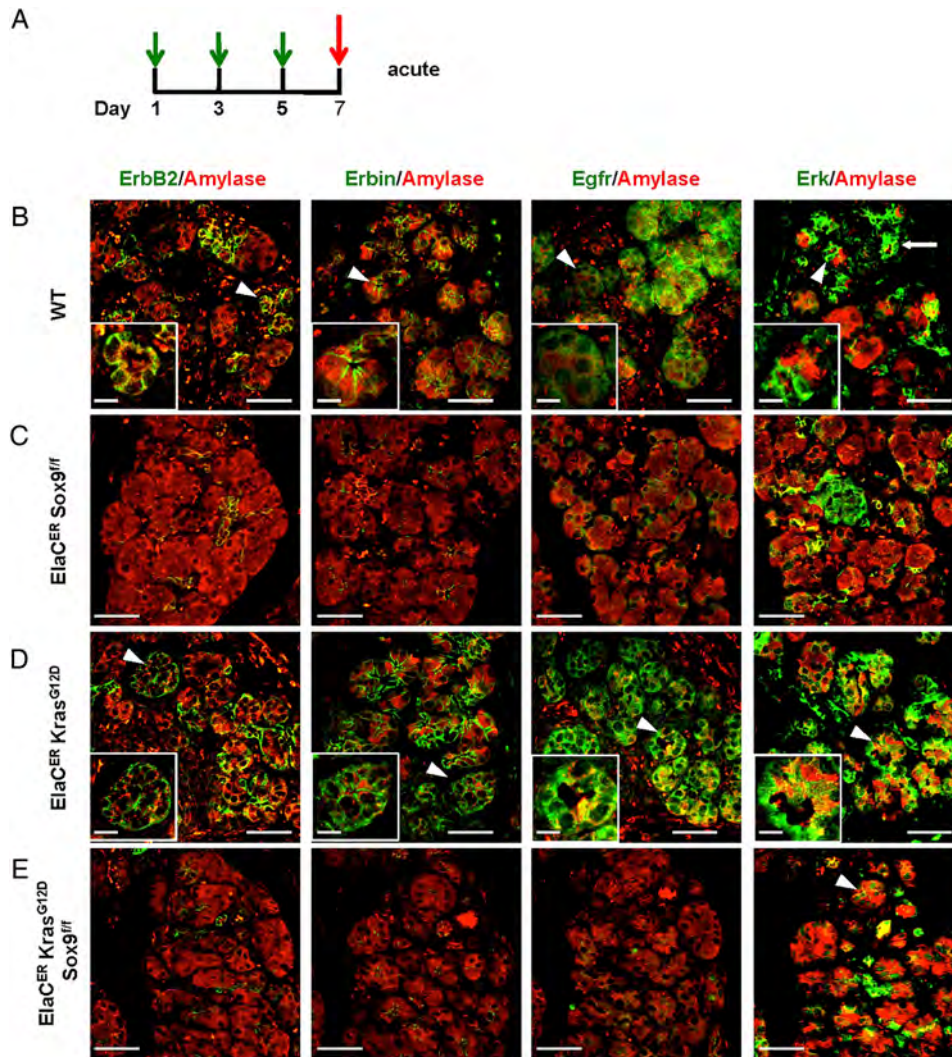 A
acute
Day 1 3 5 7
ErbB2/Amylase Erbin/Amylase Egfr/Amylase Erk/Amylase
B
WT
C
ElaC^ER Sox9^f/f
D
ElaC^ER Kras^G12D
E
ElaC^ER Kras^G12D
Sox9^f/f